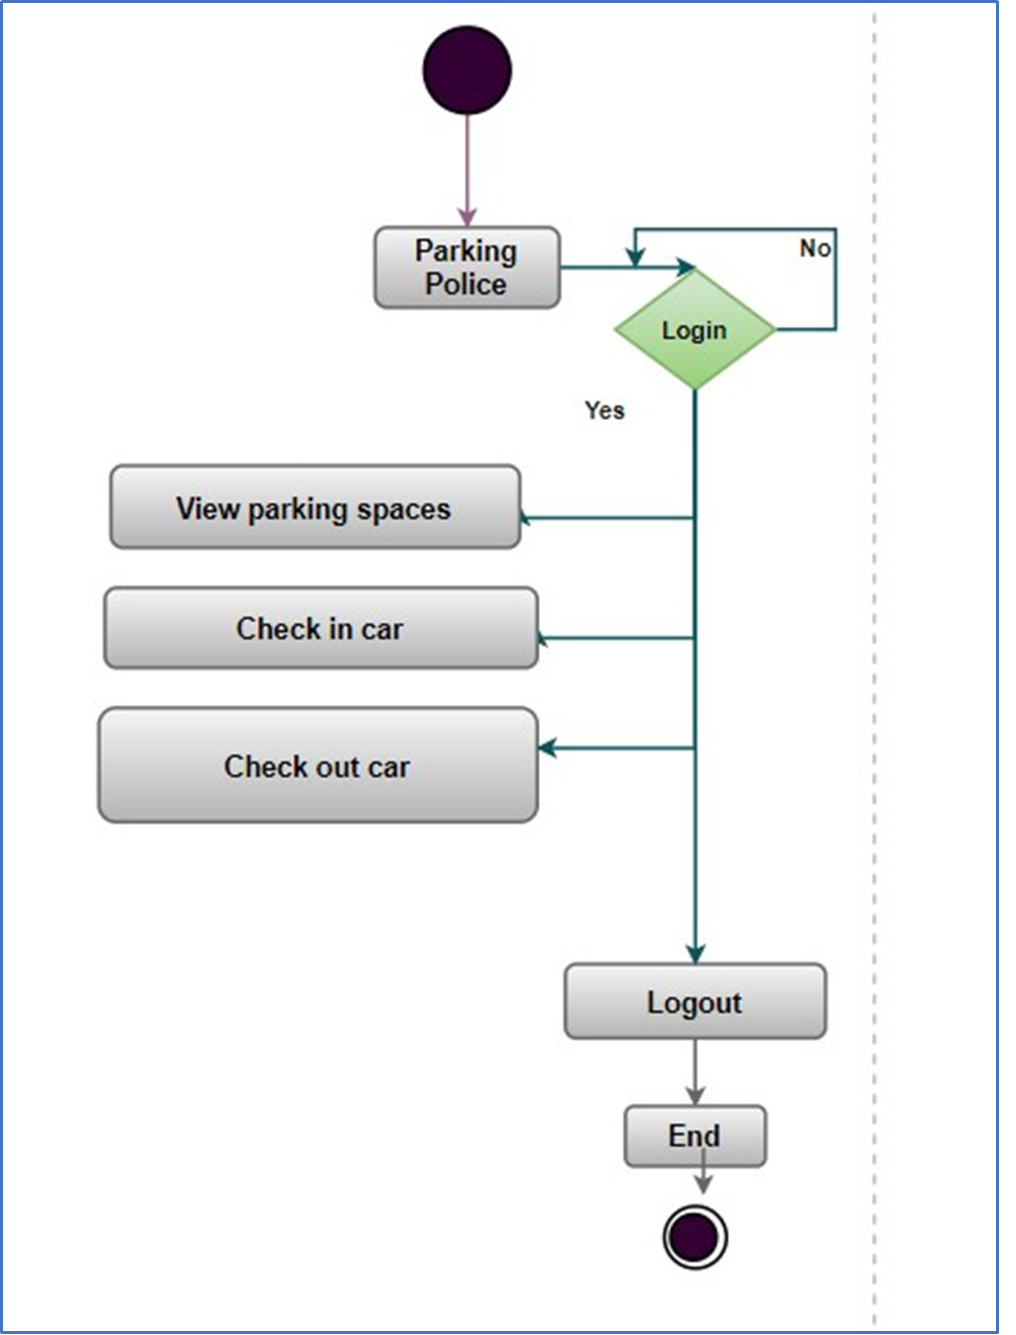 Parking
Police
No
Login
Yes
View parking spaces
Check in car
Check out car
Logout
End